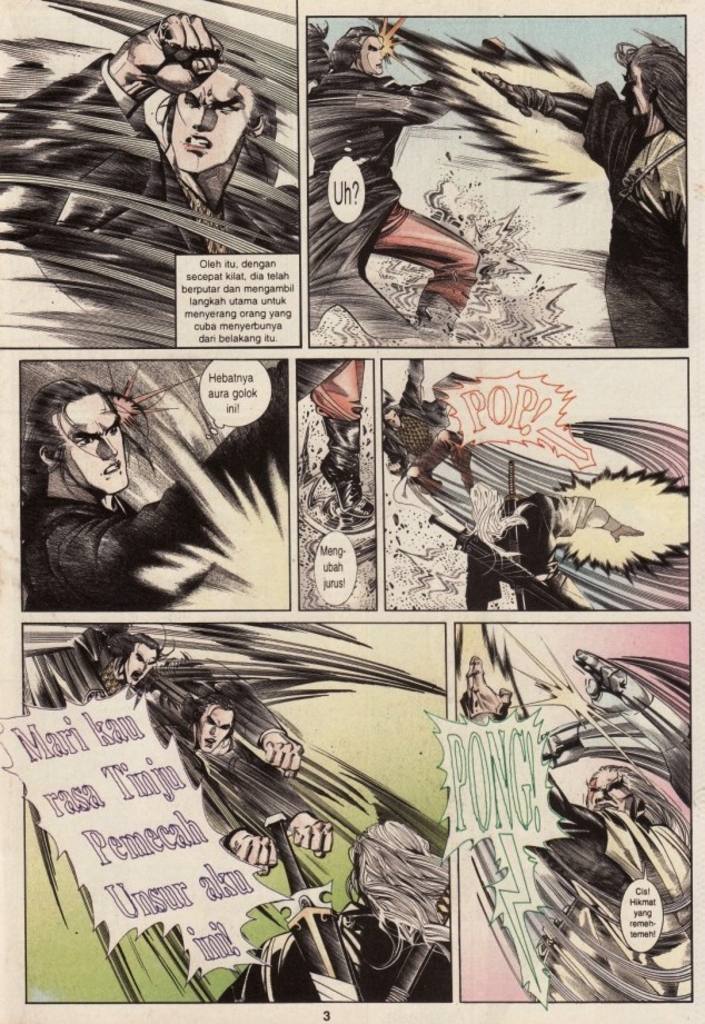 Oleh itu, dengan
secepat kilat, dia telah
berputar dan mengambil
langkah utama untuk
menyerang orang yang
cuba menyerbunya
dari belakang itu.
Uh?
Hebatnya
aura golok
ini!
Meng-
ubah
jurus!
POP!
Mari kau
rasa Tinju
Pemecah
Unsur aku
ini!
PONG!
Cis!
Hikmat
yang
remeh-
temeh!
3